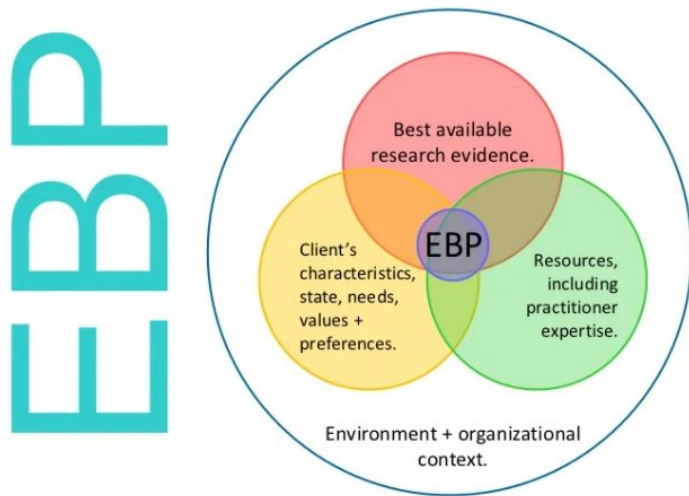 EBP
Best available
research evidence.
EBP
Client's
characteristics,
state, needs,
values +
preferences.
Resources,
including
practitioner
expertise.
Environment + organizational
context.